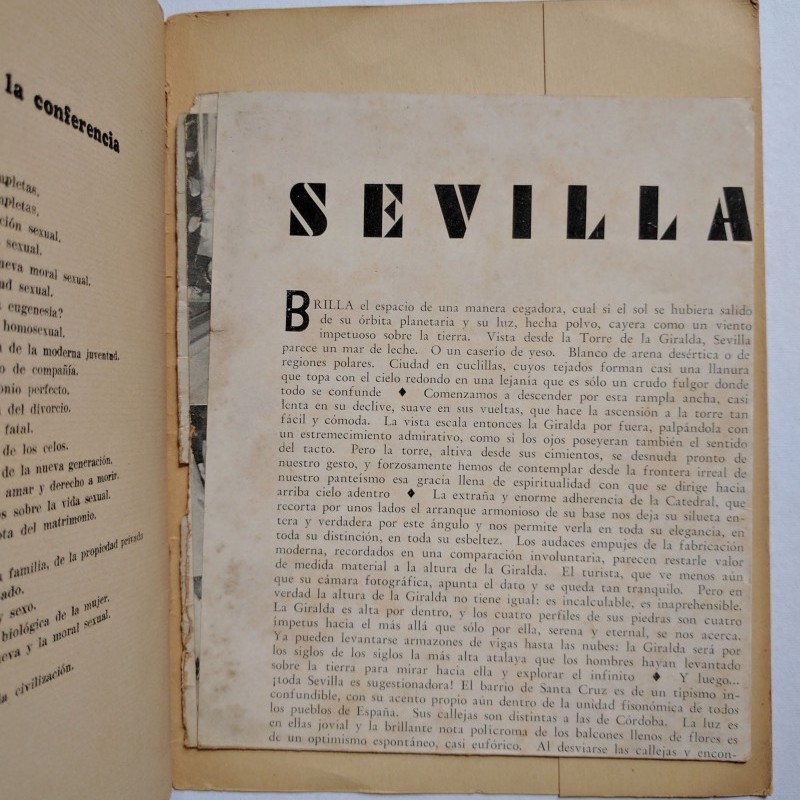 la conferencia
sexual.
sexual.
nueva moral sexual.
sexual.
eugenesia?
homosexual.
de la moderna juventud.
de compañía.
perfecto.
del divorcio.
fatal.
de los celos.
de la nueva generación.
amar y derecho a morir.
sobre la vida sexual.
del matrimonio.
familia, de la propiedad privada
y sexo.
biológica de la mujer.
y la moral sexual.
la civilización.
SEVILLA
BRILLA el espacio de una manera cegadora, cual si el sol se hubiera salido
de su órbita planetaria y su luz, hecha polvo, cayera como un viento
impetuoso sobre la tierra. Vista desde la Torre de la Giralda, Sevilla
parece un mar de leche. O un caserío de yeso. Blanco de arena desértica o de
regiones polares. Ciudad en cuclillas, cuyos tejados forman casi una llanura
que topa con el cielo redondo en una lejanía que es sólo un crudo fulgor donde
todo se confunde ♦ Comenzamos a descender por esta rampla ancha, casi
lenta en su declive, suave en sus vueltas, que hace la ascensión a la torre tan
fácil y cómoda. La vista escala entonces la Giralda por fuera, palpándola con
un estremecimiento admirativo, como si los ojos poseyeran también el sentido
del tacto. Pero la torre, altiva desde sus cimientos, se desnuda pronto de
nuestro gesto, y forzosamente hemos de contemplar desde la frontera irreal de
nuestro panteísmo esa gracia llena de espiritualidad con que se dirige hacia
arriba cielo adentro ♦ La extraña y enorme adherencia de la Catedral, que
recorta por unos lados el arranque armonioso de su base nos deja su silueta en-
tera y verdadera por este ángulo y nos permite verla en toda su elegancia, en
toda su distinción, en toda su esbeltez. Los audaces empujes de la fabricación
moderna, recordados en una comparación involuntaria, parecen restarle valor
de medida material a la altura de la Giralda. El turista, que ve menos aún
que su cámara fotográfica, apunta el dato y se queda tan tranquilo. Pero en
verdad la altura de la Giralda no tiene igual: es incalculable, es inaprehensible.
La Giralda es alta por dentro, y los cuatro perfiles de sus piedras son cuatro
ímpetus hacia el más allá que sólo por ella, serena y eternal, se nos acerca.
Ya pueden levantarse armazones de vigas hasta las nubes: la Giralda será por
los siglos de los siglos la más alta atalaya que los hombres hayan levantado
sobre la tierra para mirar hacia ella y explorar el infinito ♦ Y luego...
¡toda Sevilla es sugestionadora! El barrio de Santa Cruz es de un tipismo in-
confundible, con su acento propio aún dentro de la unidad fisonómica de todos
los pueblos de España. Sus callejas son distintas a las de Córdoba. La luz es
en ellas jovial y la brillante nota polícroma de los balcones llenos de flores es
de un optimismo espontáneo, casi eufórico. Al desviarse las callejas y encon-